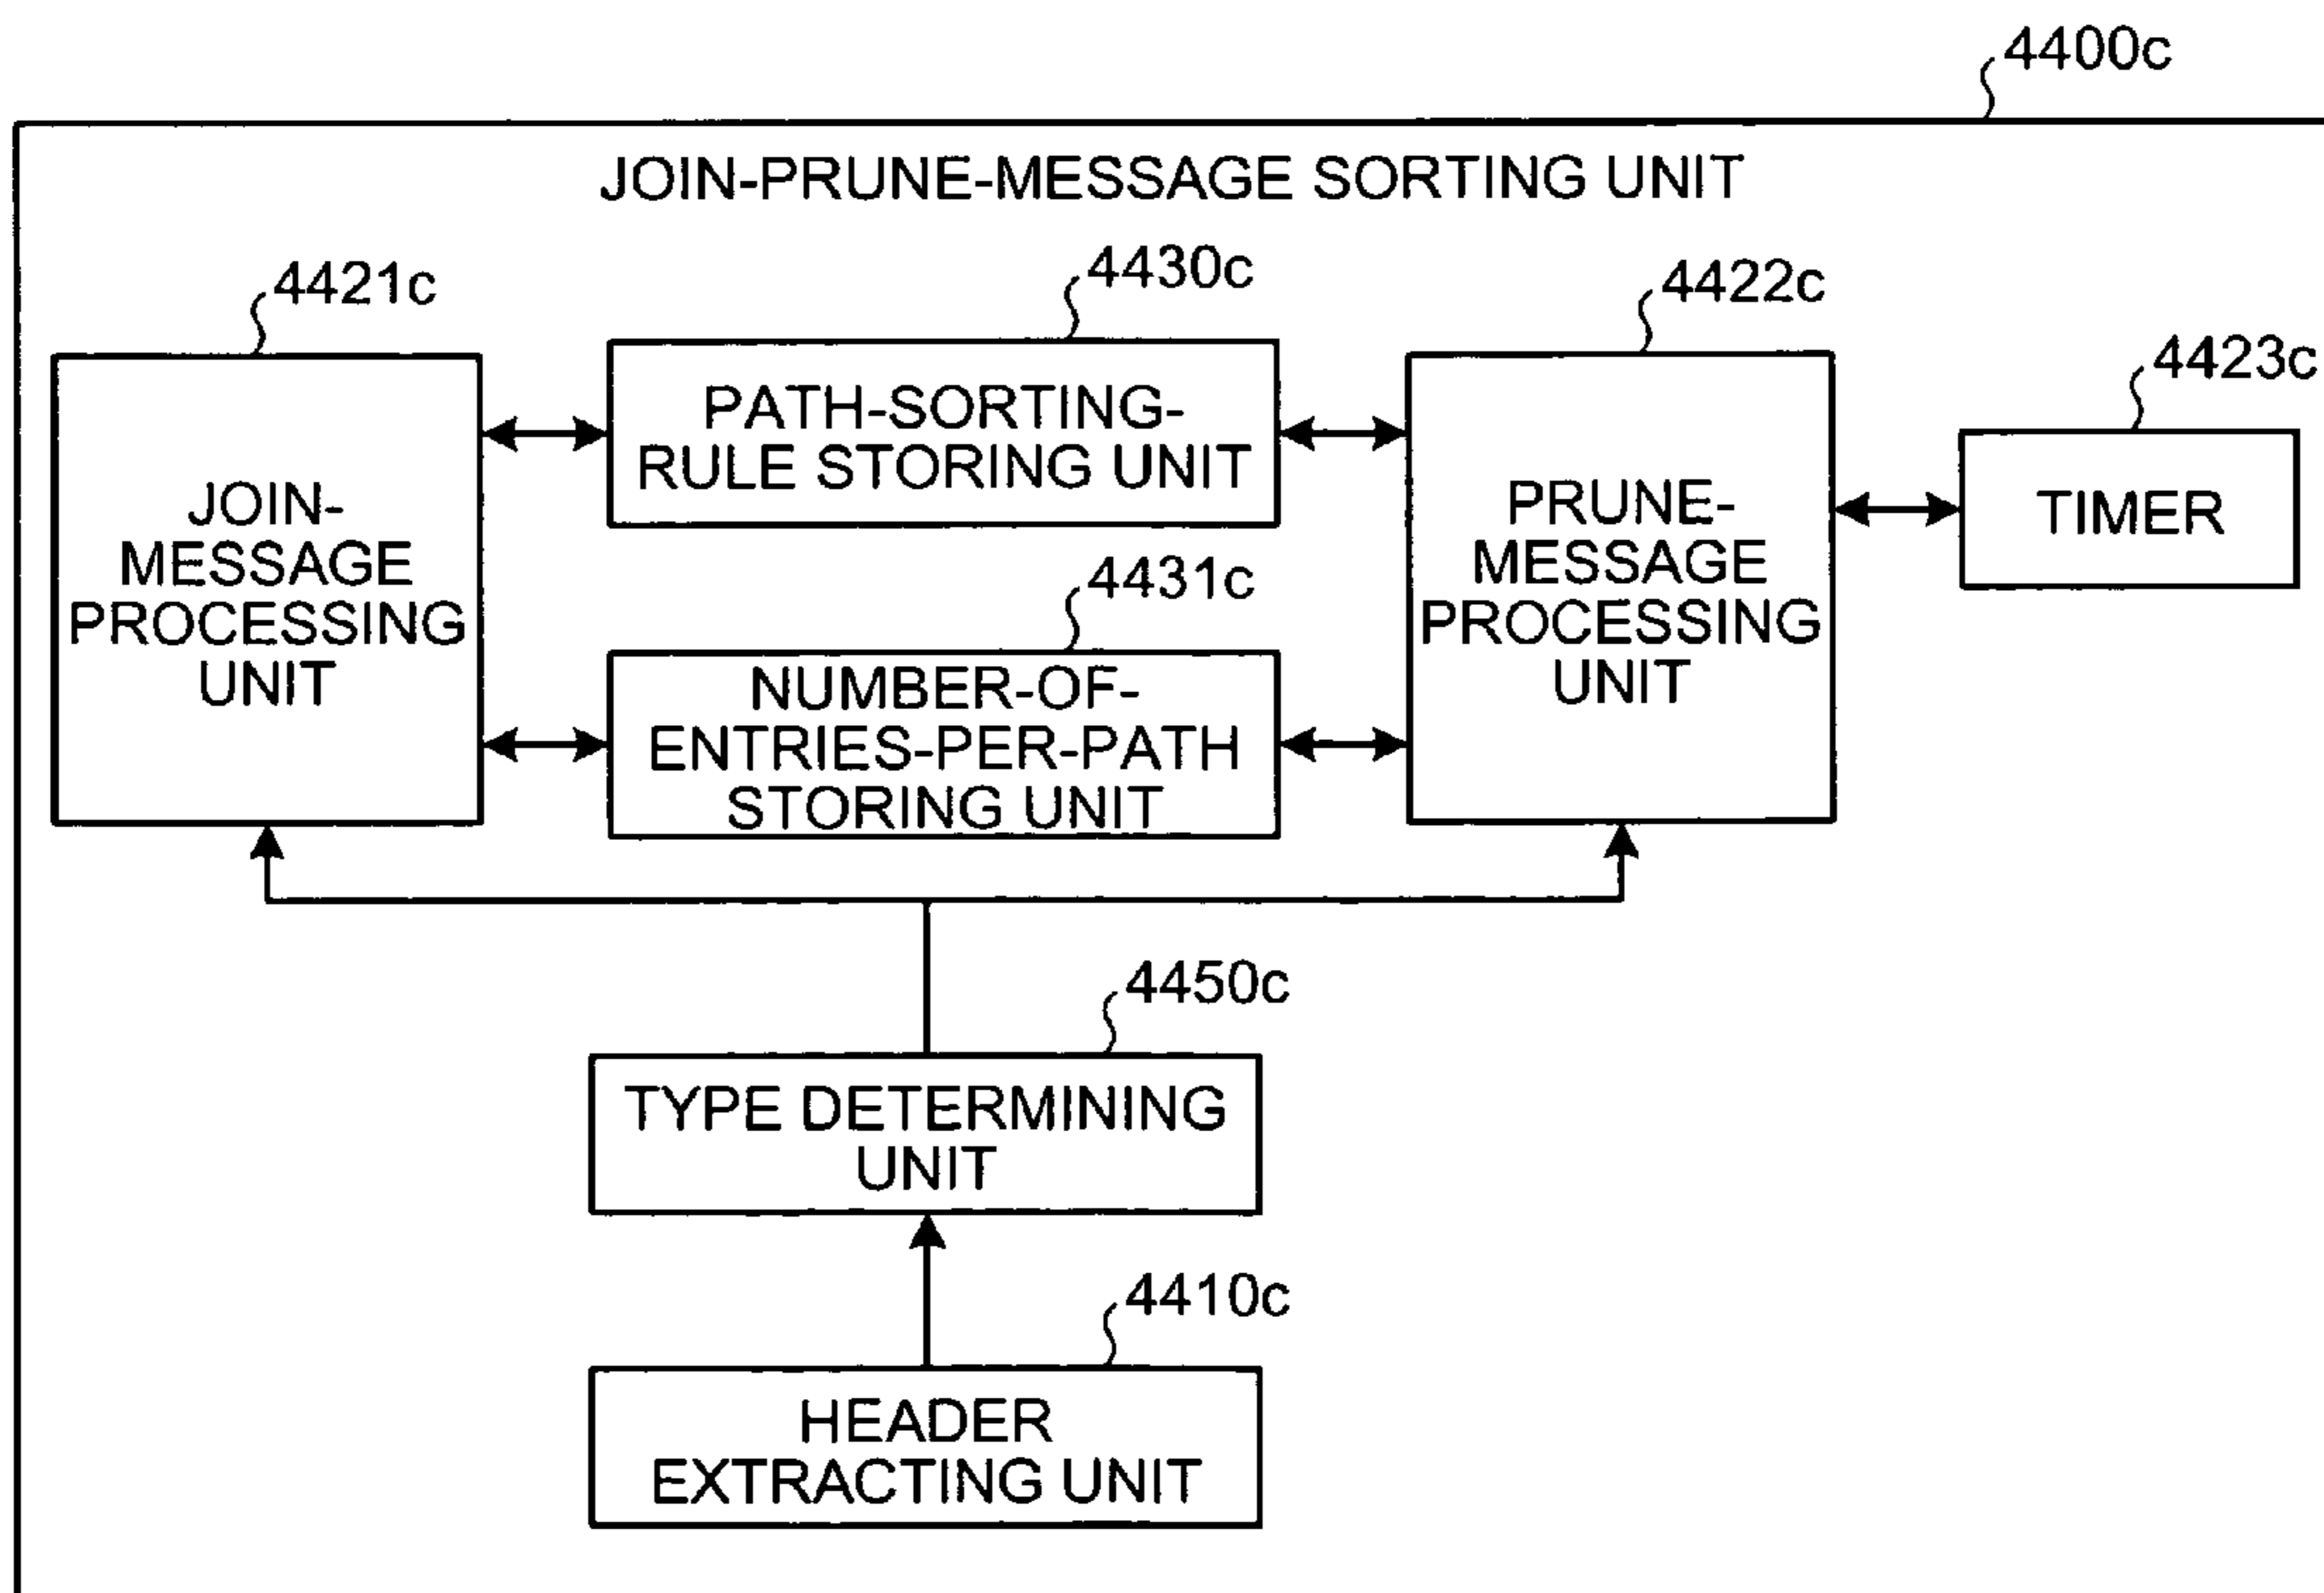 4400c
JOIN-PRUNE-MESSAGE SORTING UNIT
4421c
4430c
4422c
4423c
JOIN-
MESSAGE
PROCESSING
UNIT
PATH-SORTING-
RULE STORING UNIT
PRUNE-
MESSAGE
PROCESSING
UNIT
TIMER
4431c
NUMBER-OF-
ENTRIES-PER-PATH
STORING UNIT
4450c
TYPE DETERMINING
UNIT
4410c
HEADER
EXTRACTING UNIT